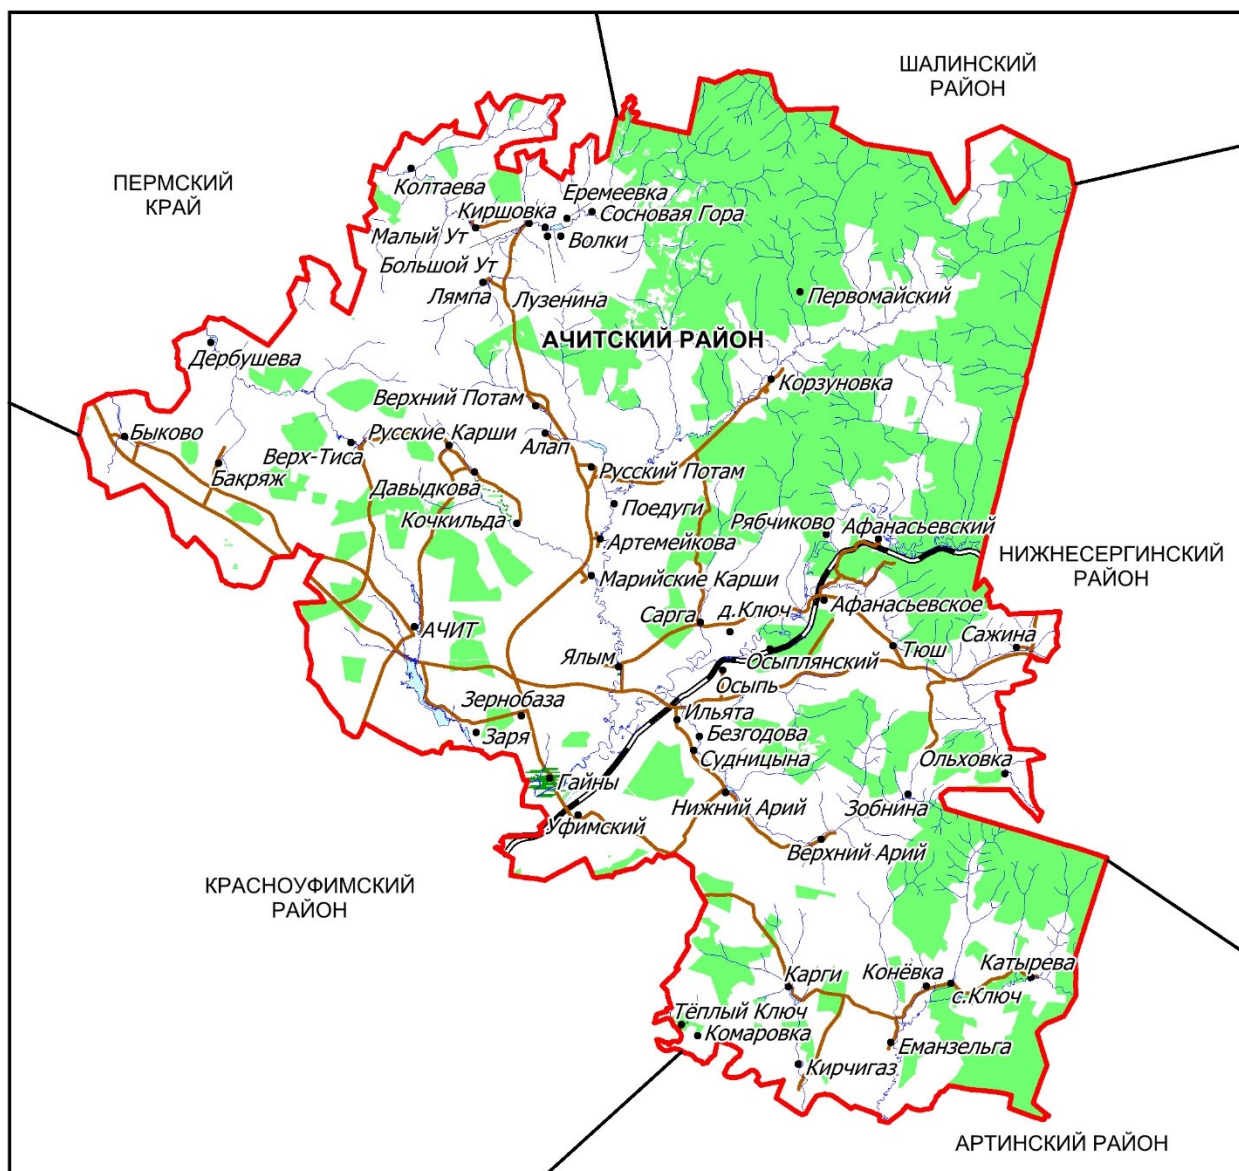 ШАЛИНСКИЙ
РАЙОН
ПЕРМСКИЙ
КРАЙ
Колтаева
Еремеевка
Киршовка
Сосновая Гора
Малый Ут
Волки
Большой Ут
Лямпа
Лузенина
Первомайский
АЧИТСКИЙ РАЙОН
Дербушева
Корзуновка
Верхний Потам
Быково
Русские Карши
Алап
Верх-Тиса
Бакряж
Русский Потам
Давыдкова
Поедуги
Кочкильда
Рябчиково
Афанасьевский
Артемейкова
НИЖНЕСЕРГИНСКИЙ
РАЙОН
Марийские Карши
Афанасьевское
Сарга
д.Ключ
АЧИТ
Сажина
Ялым
Осыплянский
Тюш
Осыпь
Зернобаза
Ильята
Безгодова
Заря
Судницына
Ольховка
Гайны
Нижний Арий
Зобнина
Уфимский
Верхний Арий
КРАСНОУФИМСКИЙ
РАЙОН
Карги
Конёвка
Катырева
с.Ключ
Тёплый Ключ
Комаровка
Еманзельга
Кирчигаз
АРТИНСКИЙ РАЙОН